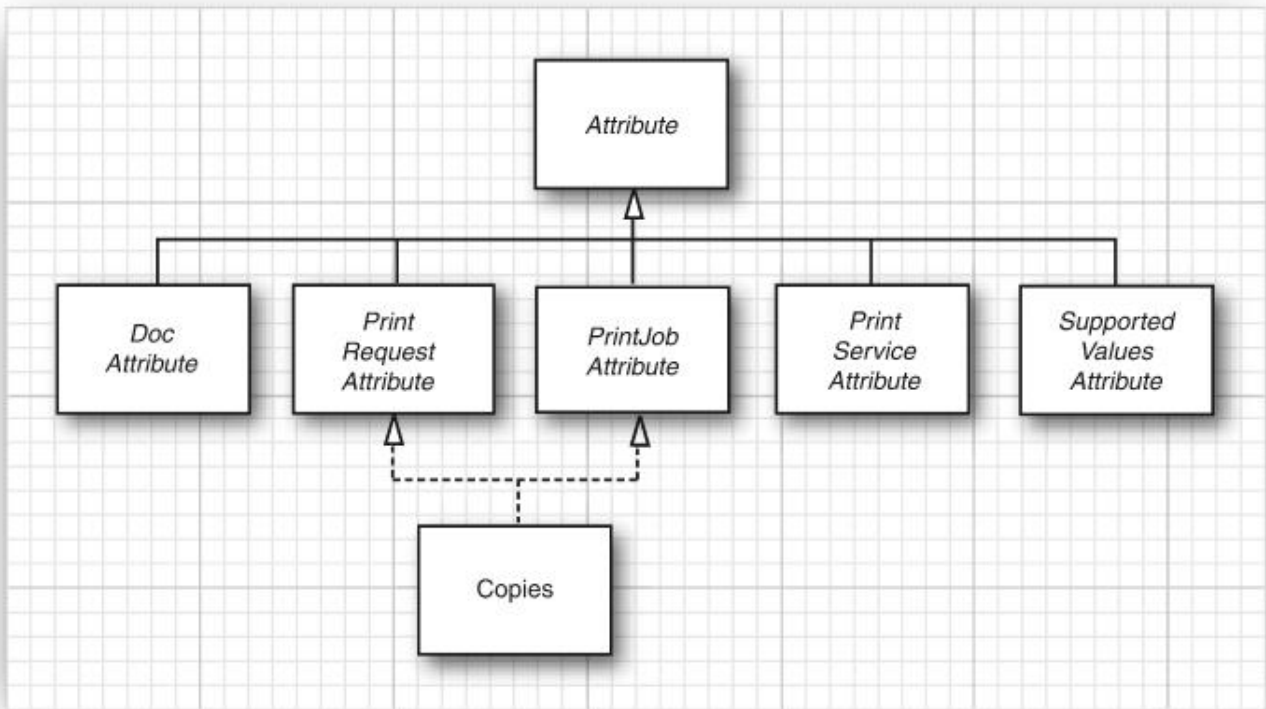 Attribute
Doc
Attribute
Print
Request
Attribute
PrintJob
Attribute
Print
Service
Attribute
Supported
Values
Attribute
Copies